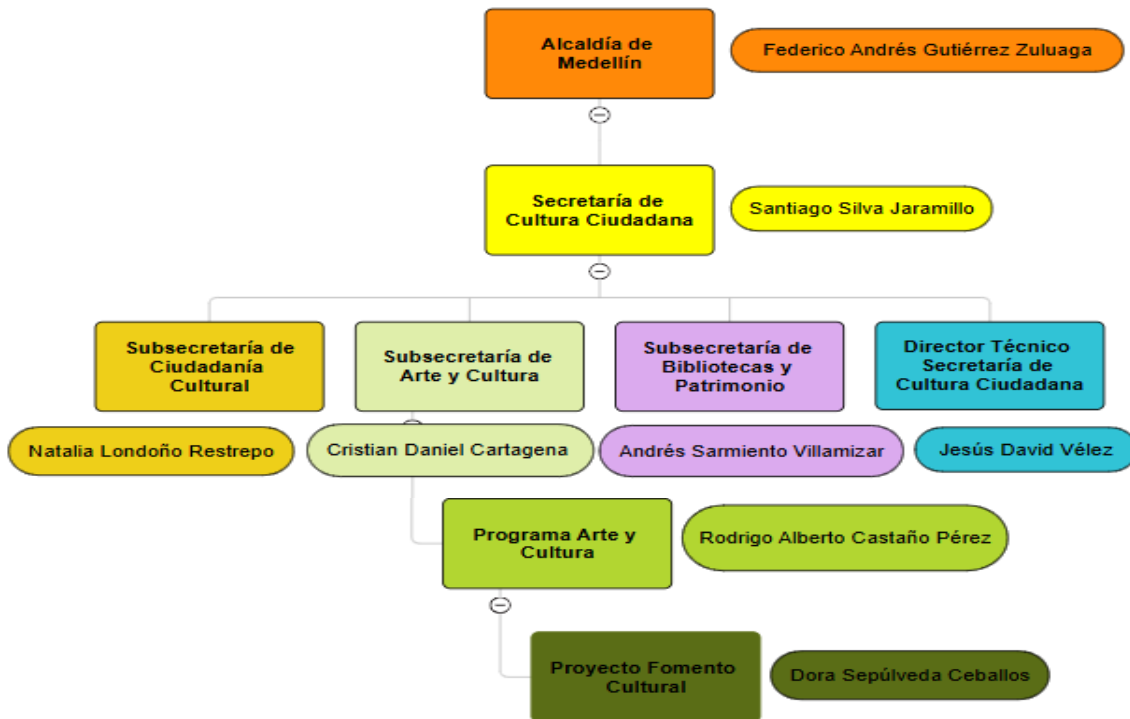 Alcaldía de
Medellín
Federico Andrés Gutiérrez Zuluaga
Secretaría de
Cultura Ciudadana
Santiago Silva Jaramillo
Subsecretaría de
Ciudadanía
Cultural
Subsecretaría de
Arte y Cultura
Subsecretaría de
Bibliotecas y
Patrimonio
Director Técnico
Secretaría de
Cultura Ciudadana
Natalia Londoño Restrepo
Cristian Daniel Cartagena
Andrés Sarmiento Villamizar
Jesús David Vélez
Programa Arte y
Cultura
Rodrigo Alberto Castaño Pérez
Proyecto Fomento
Cultural
Dora Sepúlveda Ceballos